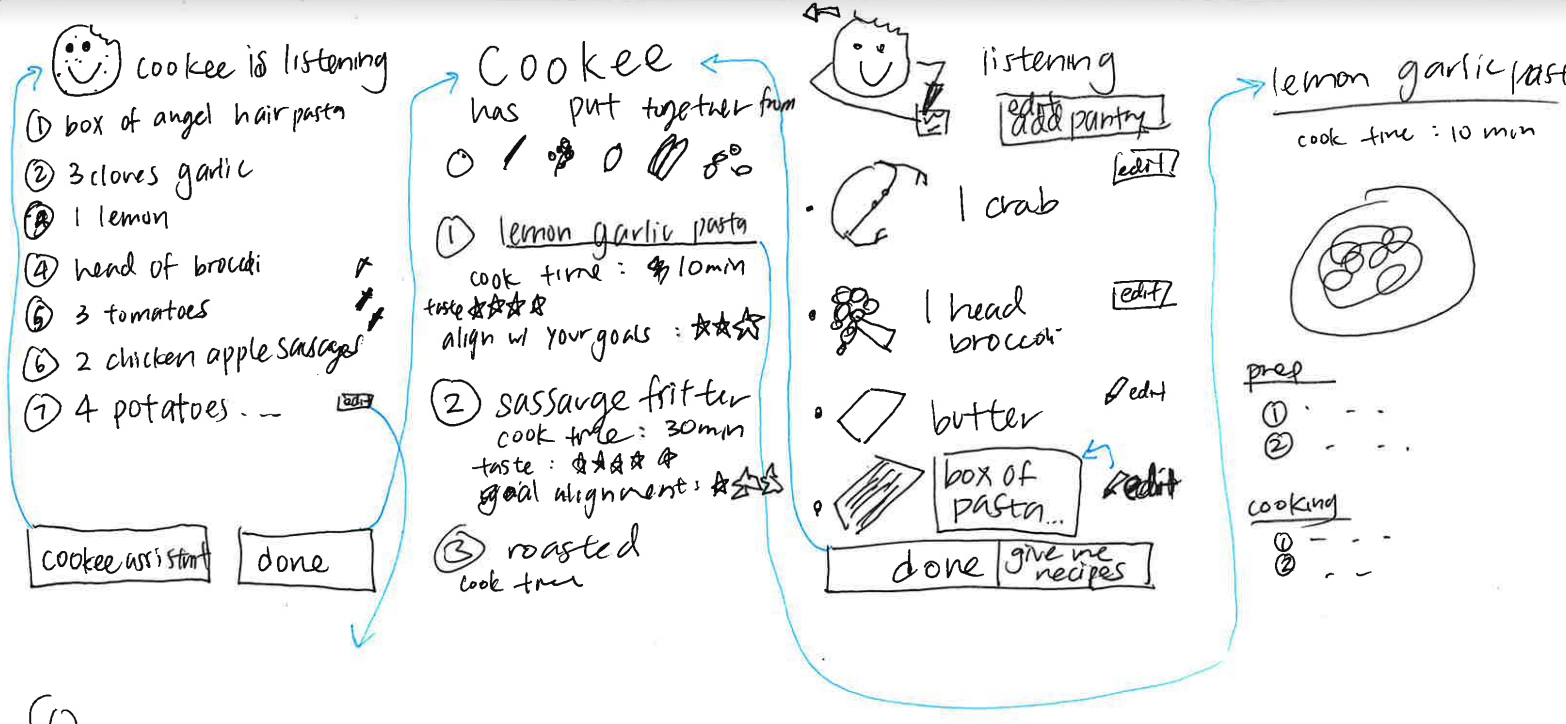 cookee is listening
① box of angel hair pasta
② 3 cloves garlic
1 lemon
④ head of broccoli
⑤ 3 tomatoes
⑥ 2 chicken apple sausages
⑦ 4 potatoes...
edit
cookee assistant
done
Cookee
has put together from
① lemon garlic pasta
cook time: 10min
taste ☆☆☆☆
align w/ your goals: ☆☆☆
② sassauge fritter
cook time: 30min
taste: ☆☆☆☆☆
goal alignment: ☆☆☆
③ roasted
cook time
listening
edit
add pantry
edit
• 1 crab
edit
• 1 head
broccoli
edit
• butter
edit
• box of
pasta...
done
give me
recipes
lemon garlic past
cook time: 10 min
prep
①
②
cooking
①
②